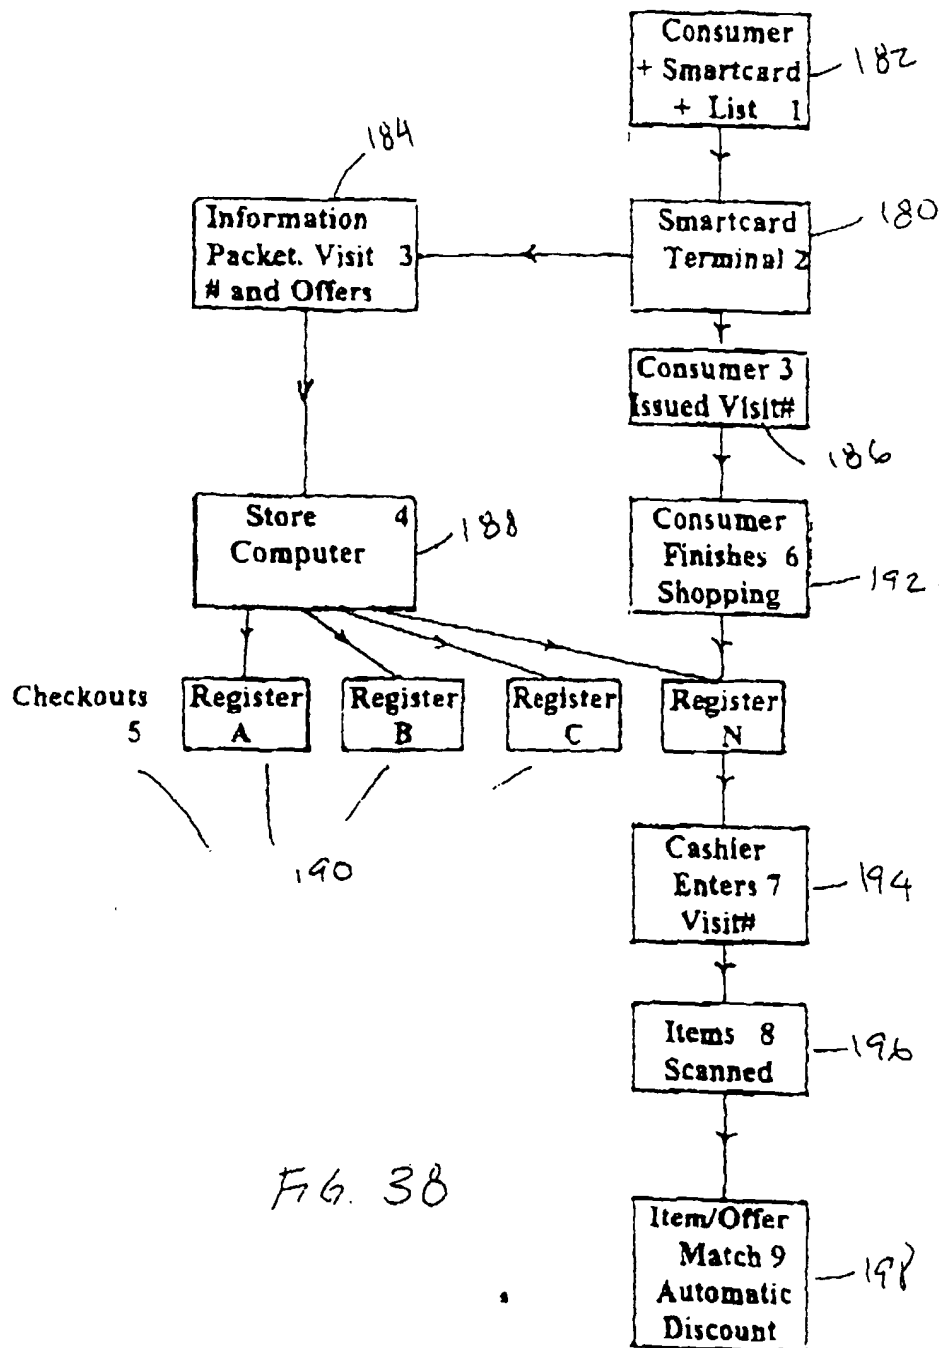 Consumer
+ Smartcard
+ List 1
182
184
Information
Packet. Visit 3
# and Offers
Smartcard
Terminal 2
180
Consumer 3
Issued Visit#
186
Store 4
Computer
188
Consumer
Finishes 6
Shopping
192
Checkouts
5
Register
A
Register
B
Register
C
Register
N
190
Cashier
Enters 7
Visit#
194
Items 8
Scanned
196
FIG. 38
Item/Offer
Match 9
Automatic
Discount
198